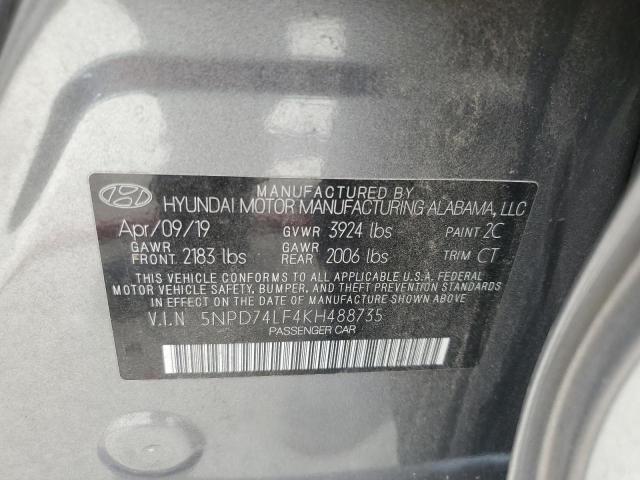 MANUFACTURED BY
HYUNDAI MOTOR MANUFACTURING ALABAMA, LLC
Apr/09/19 GVWR 3924 lbs PAINT 2C
GAWR FRONT 2183 lbs GAWR REAR 2006 lbs TRIM CT
THIS VEHICLE CONFORMS TO ALL APPLICABLE U.S.A. FEDERAL
MOTOR VEHICLE SAFETY, BUMPER, AND THEFT PREVENTION STANDARDS
IN EFFECT ON THE DATE OF MANUFACTURE SHOWN ABOVE.
V.I.N 5NPD74LF4KH488735
PASSENGER CAR